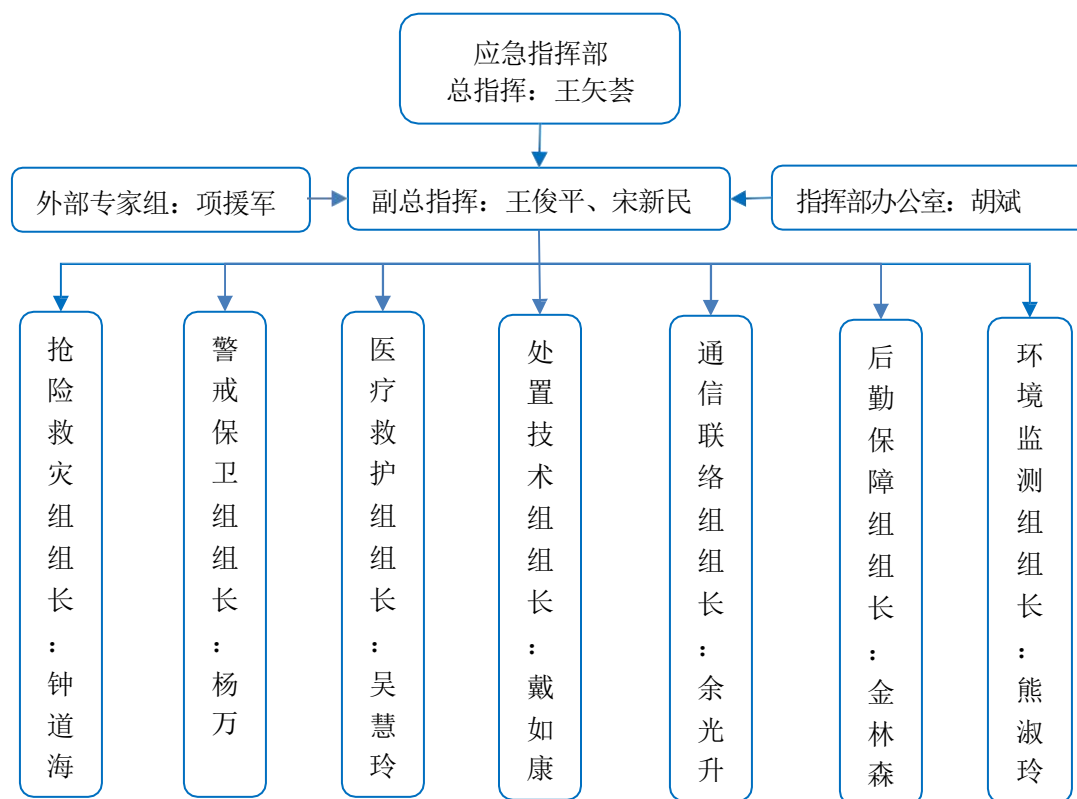 应急指挥部
总指挥：王矢荟
外部专家组：项援军
副总指挥：王俊平、宋新民
指挥部办公室：胡斌
抢险救灾组组长：钟道海
警戒保卫组组长：杨万
医疗救护组组长：吴慧玲
处置技术组组长：戴如康
通信联络组组长：余光升
后勤保障组组长：金林森
环境监测组组长：熊淑玲